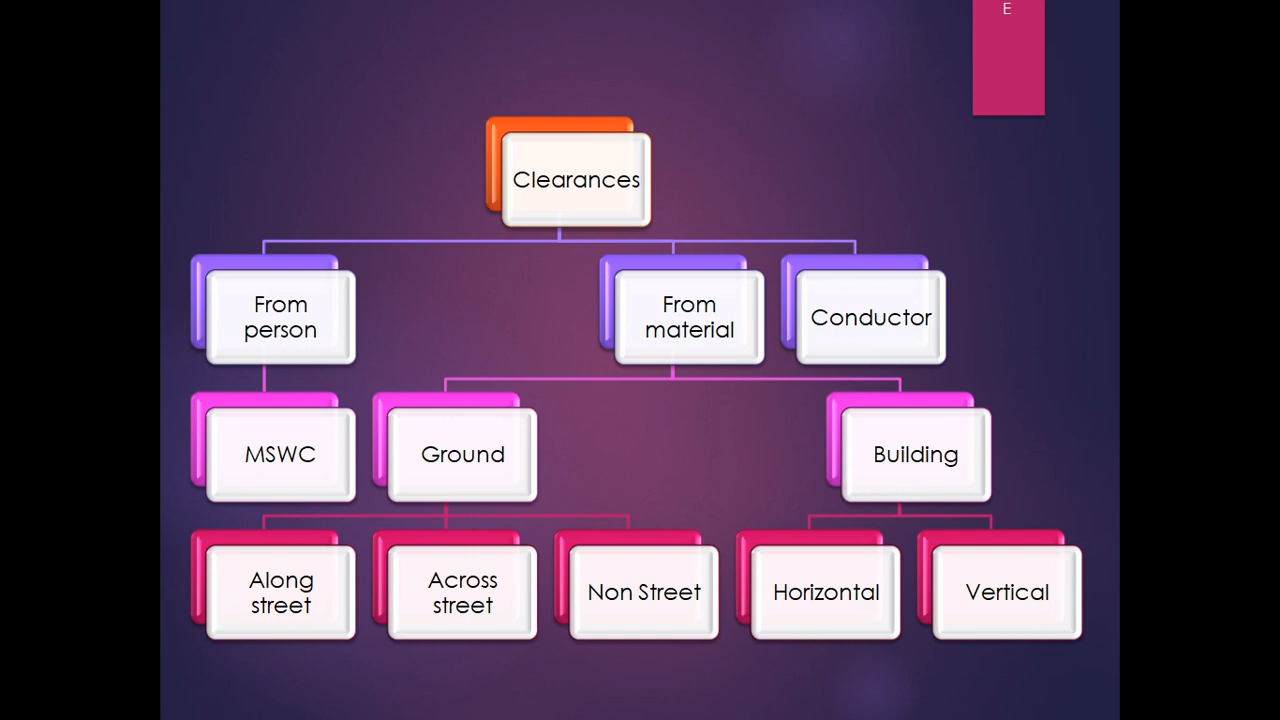 E
Clearances
From
person
From
material
Conductor
MSWC
Ground
Building
Along
street
Across
street
Non Street
Horizontal
Vertical